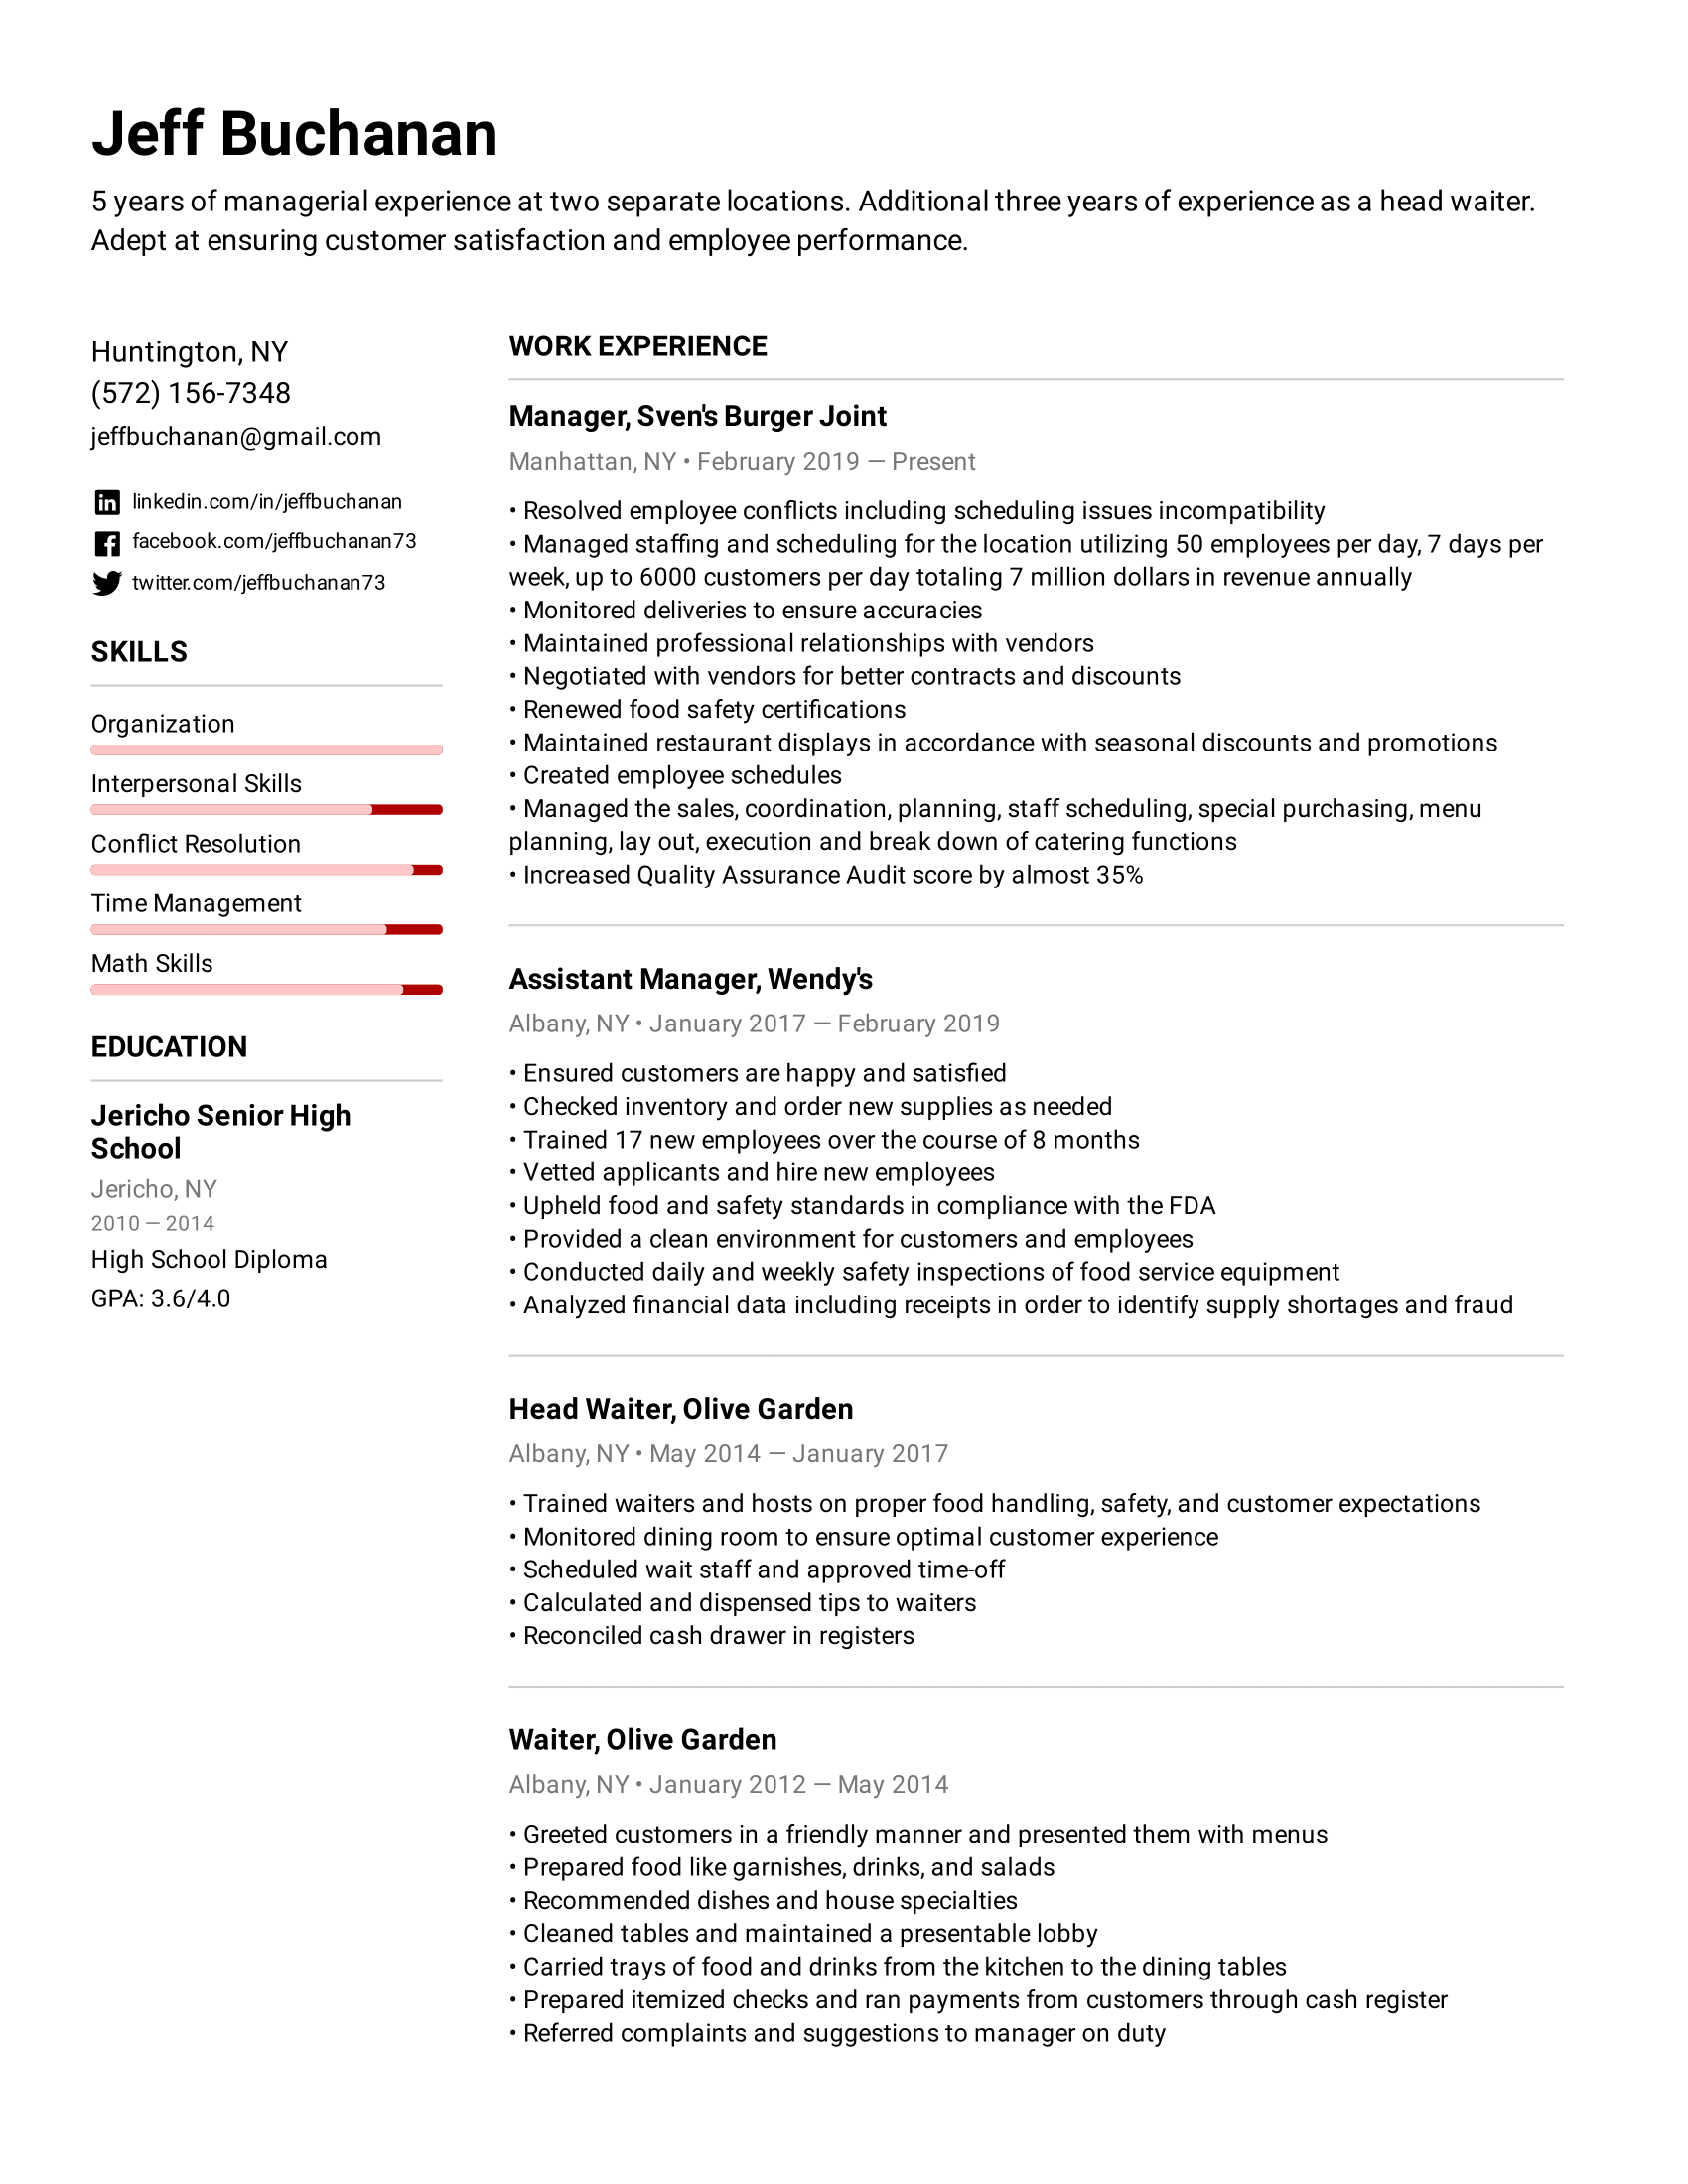 Jeff Buchanan
5 years of managerial experience at two separate locations. Additional three years of experience as a head waiter.
Adept at ensuring customer satisfaction and employee performance.
Huntington, NY
(572) 156-7348
jeffbuchanan@gmail.com
linkedin.com/in/jeffbuchanan
facebook.com/jeffbuchanan73
twitter.com/jeffbuchanan73
SKILLS
Organization
Interpersonal Skills
Conflict Resolution
Time Management
Math Skills
EDUCATION
Jericho Senior High
School
Jericho, NY
2010 — 2014
High School Diploma
GPA: 3.6/4.0
WORK EXPERIENCE
Manager, Sven's Burger Joint
Manhattan, NY • February 2019 — Present
• Resolved employee conflicts including scheduling issues incompatibility
• Managed staffing and scheduling for the location utilizing 50 employees per day, 7 days per
week, up to 6000 customers per day totaling 7 million dollars in revenue annually
• Monitored deliveries to ensure accuracies
• Maintained professional relationships with vendors
• Negotiated with vendors for better contracts and discounts
• Renewed food safety certifications
• Maintained restaurant displays in accordance with seasonal discounts and promotions
• Created employee schedules
• Managed the sales, coordination, planning, staff scheduling, special purchasing, menu
planning, lay out, execution and break down of catering functions
• Increased Quality Assurance Audit score by almost 35%
Assistant Manager, Wendy's
Albany, NY • January 2017 — February 2019
• Ensured customers are happy and satisfied
• Checked inventory and order new supplies as needed
• Trained 17 new employees over the course of 8 months
• Vetted applicants and hire new employees
• Upheld food and safety standards in compliance with the FDA
• Provided a clean environment for customers and employees
• Conducted daily and weekly safety inspections of food service equipment
• Analyzed financial data including receipts in order to identify supply shortages and fraud
Head Waiter, Olive Garden
Albany, NY • May 2014 — January 2017
• Trained waiters and hosts on proper food handling, safety, and customer expectations
• Monitored dining room to ensure optimal customer experience
• Scheduled wait staff and approved time-off
• Calculated and dispensed tips to waiters
• Reconciled cash drawer in registers
Waiter, Olive Garden
Albany, NY • January 2012 — May 2014
• Greeted customers in a friendly manner and presented them with menus
• Prepared food like garnishes, drinks, and salads
• Recommended dishes and house specialties
• Cleaned tables and maintained a presentable lobby
• Carried trays of food and drinks from the kitchen to the dining tables
• Prepared itemized checks and ran payments from customers through cash register
• Referred complaints and suggestions to manager on duty